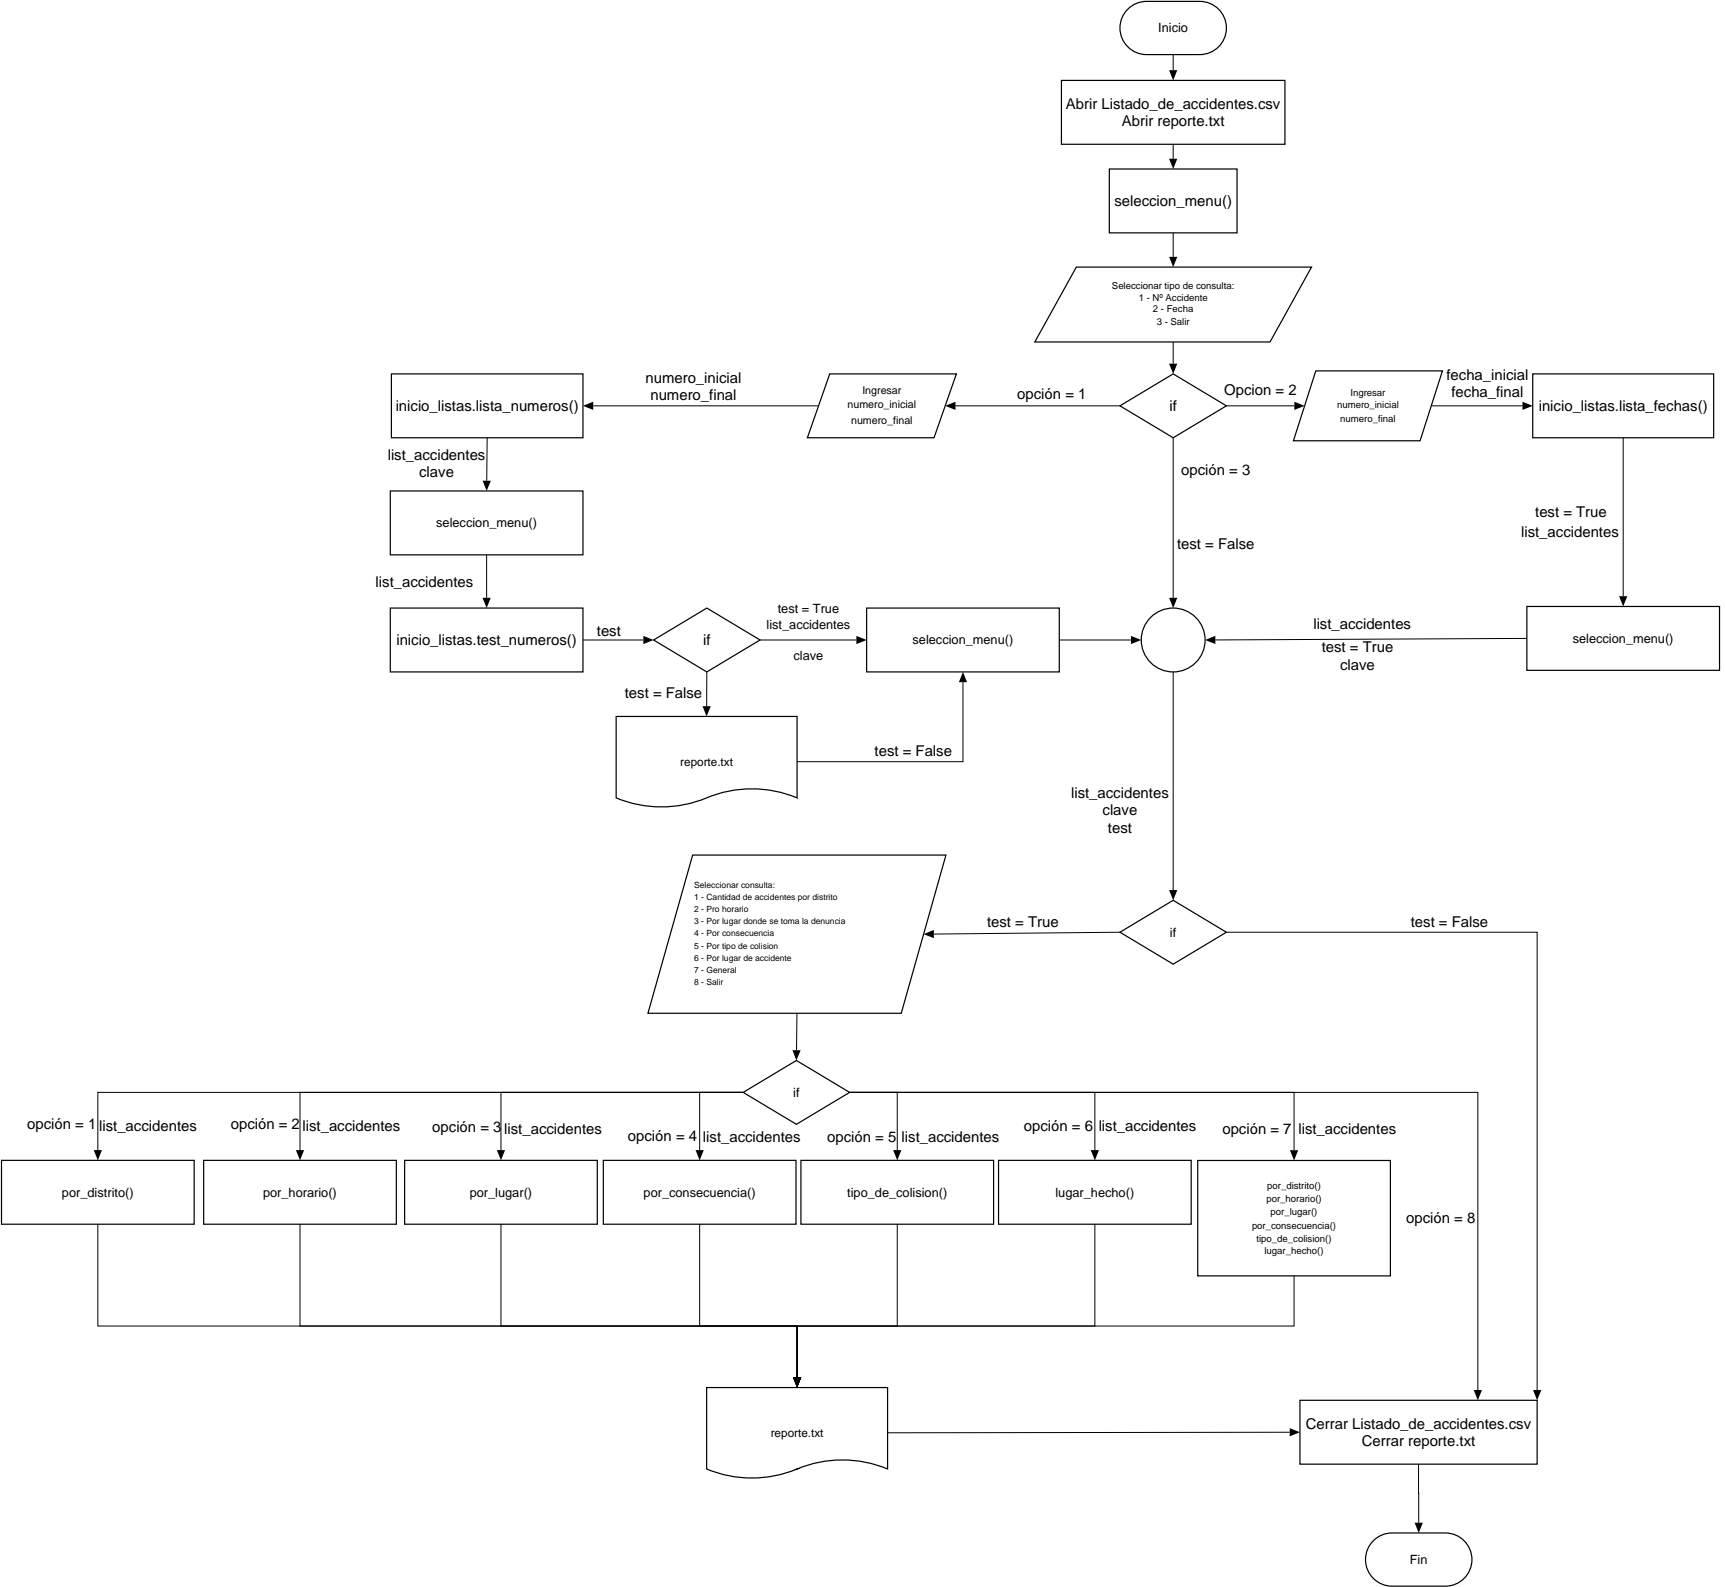 Inicio
Abrir Listado_de_accidentes.csv
Abrir reporte.txt
seleccion_menu()
Seleccionar tipo de consulta:
1 - Nº Accidente
2 - Fecha
3 - Salir
inicio_listas.lista_numeros()
numero_inicial
numero_final
Ingresar
numero_inicial
numero_final
opción = 1
if
Opcion = 2
Ingresar
numero_inicial
numero_final
fecha_inicial
fecha_final
inicio_listas.lista_fechas()
list_accidentes
clave
opción = 3
seleccion_menu()
test = True
list_accidentes
test = False
list_accidentes
inicio_listas.test_numeros()
test
if
test = True
list_accidentes
clave
seleccion_menu()
list_accidentes
test = True
clave
seleccion_menu()
test = False
reporte.txt
test = False
list_accidentes
clave
test
Seleccionar consulta:
1 - Cantidad de accidentes por distrito
2 - Pro horario
3 - Por lugar donde se toma la denuncia
4 - Por consecuencia
5 - Por tipo de colision
6 - Por lugar de accidente
7 - General
8 - Salir
test = True
if
test = False
if
opción = 1 list_accidentes
opción = 2 list_accidentes
opción = 3 list_accidentes
opción = 4 list_accidentes
opción = 5 list_accidentes
opción = 6 list_accidentes
opción = 7 list_accidentes
por_distrito()
por_horario()
por_lugar()
por_consecuencia()
tipo_de_colision()
lugar_hecho()
por_distrito()
por_horario()
por_lugar()
por_consecuencia()
tipo_de_colision()
lugar_hecho()
opción = 8
reporte.txt
Cerrar Listado_de_accidentes.csv
Cerrar reporte.txt
Fin